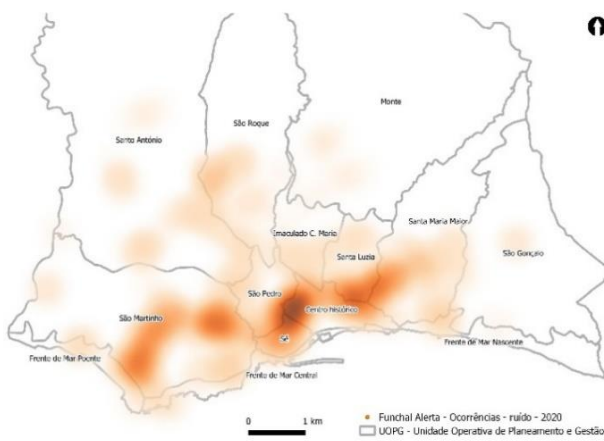 Monte
São Roque
Santo António
Santa Maria Maior
Imaculado C. Maria
Santa Luzia
São Gonçalo
São Pedro
Centro histórico
São Martinho
Sé
Frente de Mar Nascente
Frente de Mar Poente
Frente de Mar Central
0 1 km
Funchal Alerta - Ocorrências - ruído - 2020
UOPG - Unidade Operativa de Planeamento e Gestão